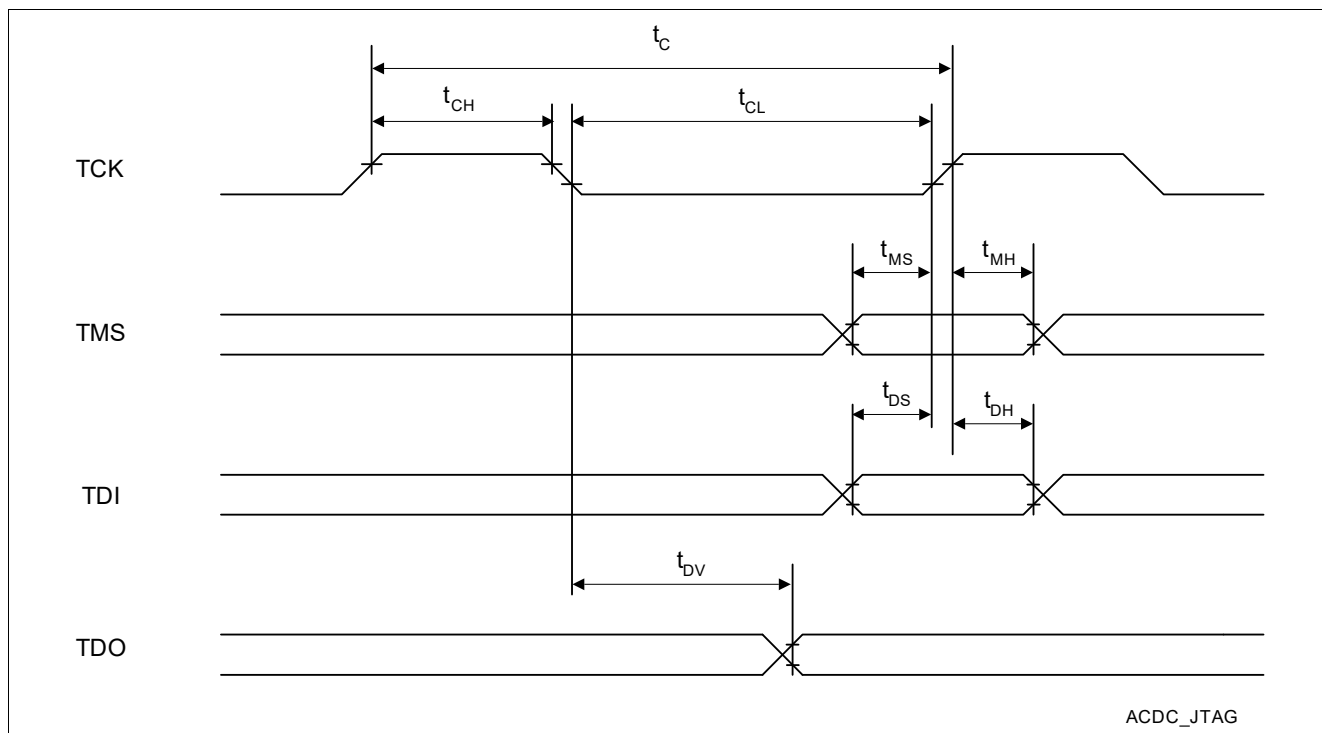 tC
tCH tCL
TCK
tMS tMH
TMS
tDS tDH
TDI
tDV
TDO
ACDC_JTAG